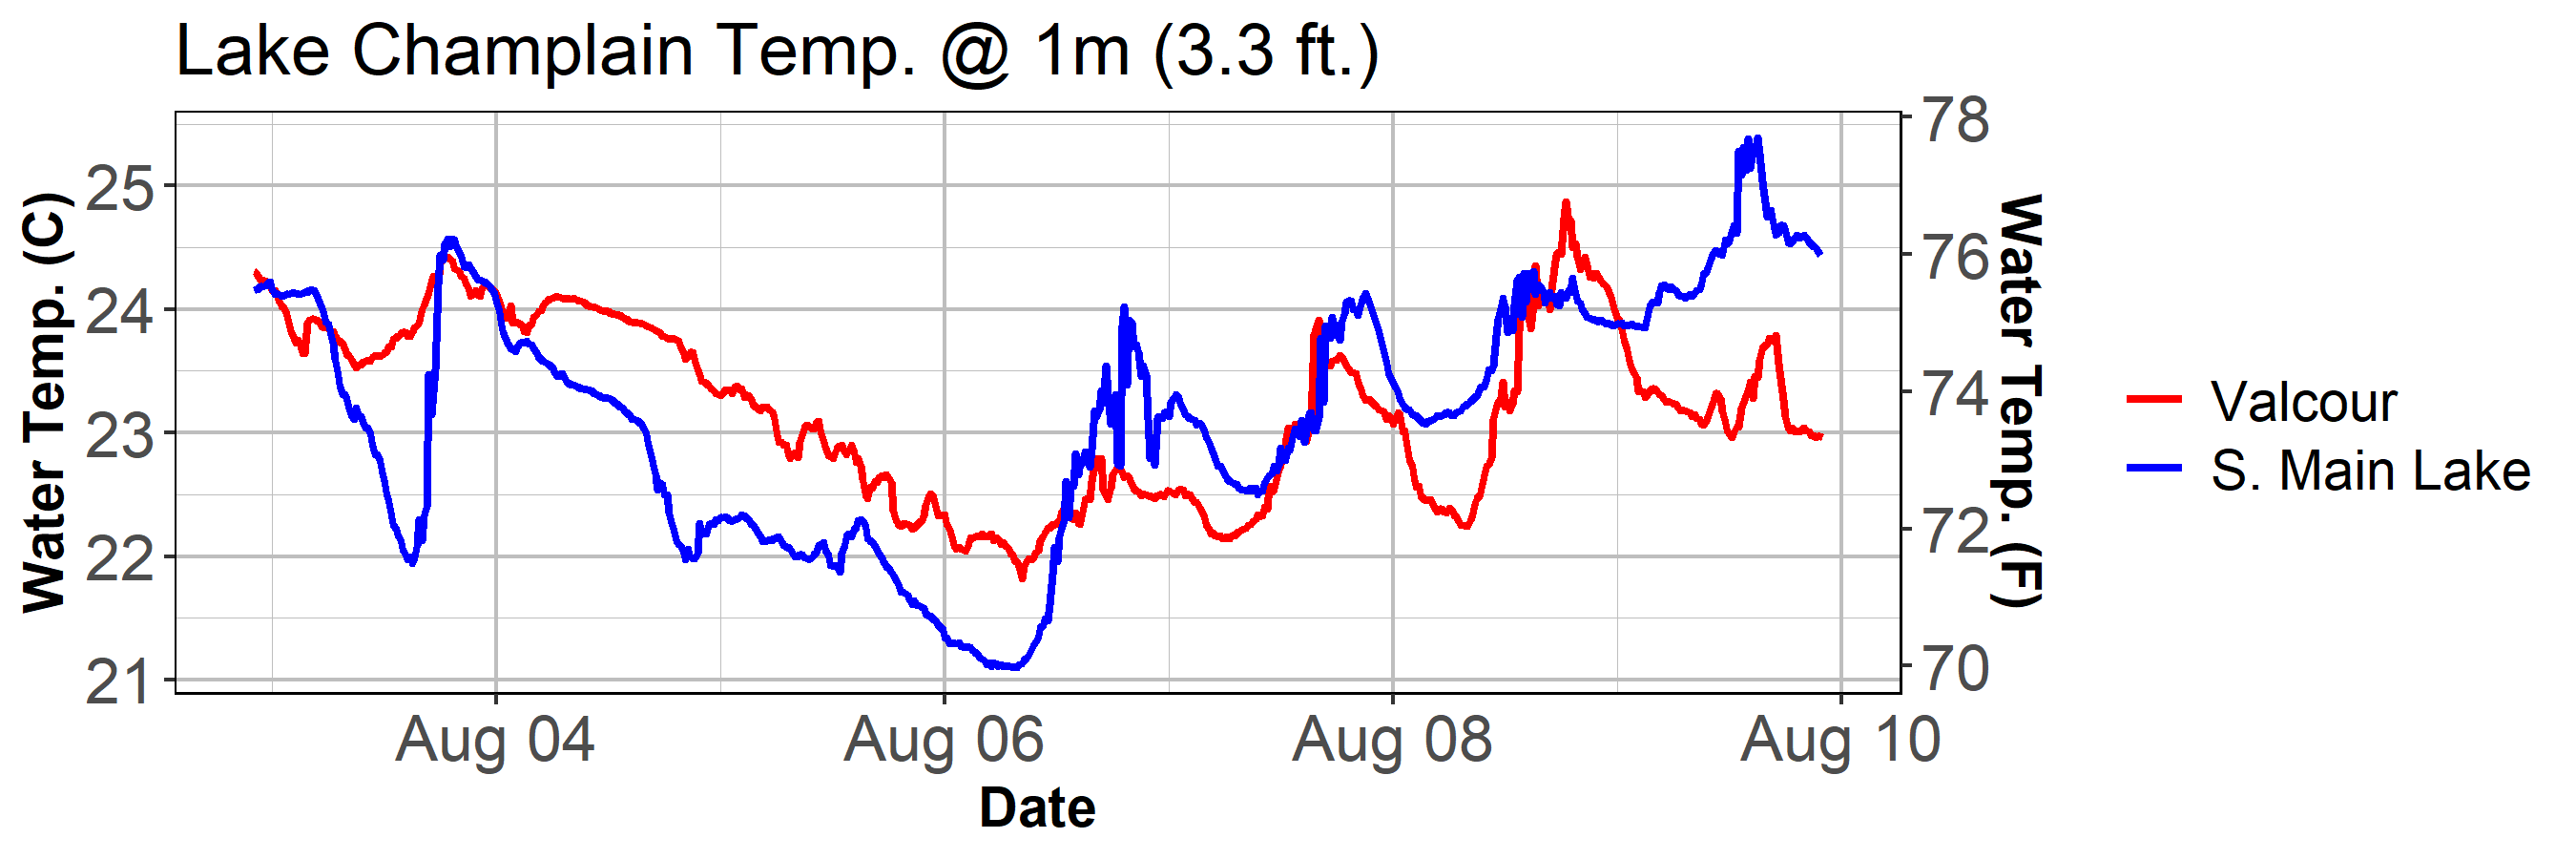 Lake Champlain Temp. @ 1m (3.3 ft.)
Water Temp. (C)
25
24
23
22
21
78
76
74
72
70
Water Temp. (F)
Aug 04
Aug 06
Aug 08
Aug 10
Date
Valcour
S. Main Lake